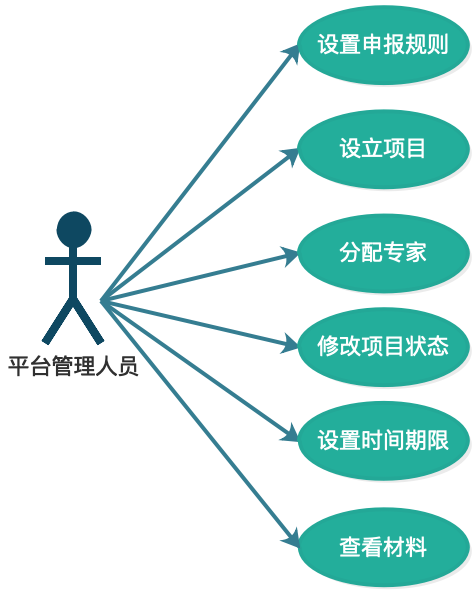 设置申报规则
设立项目
分配专家
平台管理人员
修改项目状态
设置时间期限
查看材料